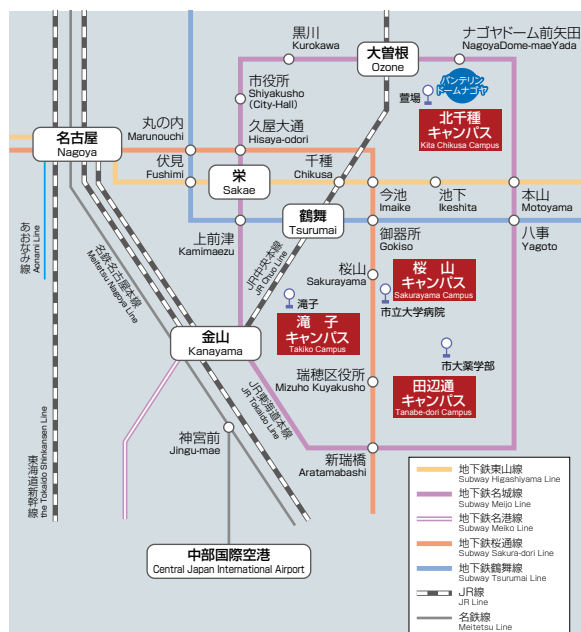 黒川
Kurokawa
大曽根
Ozone
ナゴヤドーム前矢田
NagoyaDome-maeYada
市役所
Shiyakusho
(City-Hall)
萱場
バンテリン
ドームナゴヤ
北千種
キャンパス
Kita Chikusa Campus
名古屋
Nagoya
丸の内
Marunouchi
久屋大通
Hisaya-odori
伏見
Fushimi
栄
Sakae
千種
Chikusa
今池
Imaike
池下
Ikeshita
本山
Motoyama
鶴舞
Tsurumai
上前津
Kamimaezu
御器所
Gokiso
八事
Yagoto
あおなみ線
Aonami Line
名鉄名古屋本線
Meitetsu Nagoya Line
JR中央本線
JR Chuo Line
桜山
Sakurayama
桜 山
キャンパス
Sakurayama Campus
市立大学病院
滝子
滝 子
キャンパス
Takiko Campus
金山
Kanayama
市大薬学部
瑞穂区役所
Mizuho Kuyakusho
田辺通
キャンパス
Tanabe-dori Campus
JR東海道本線
JR Tokaido Line
神宮前
Jingu-mae
新瑞橋
Aratamabashi
東海道新幹線
the Tokaido Shinkansen Line
中部国際空港
Central Japan International Airport
地下鉄東山線
Subway Higashiyama Line
地下鉄名城線
Subway Meijo Line
地下鉄名港線
Subway Meiko Line
地下鉄桜通線
Subway Sakura-dori Line
地下鉄鶴舞線
Subway Tsurumai Line
JR線
JR Line
名鉄線
Meitetsu Line